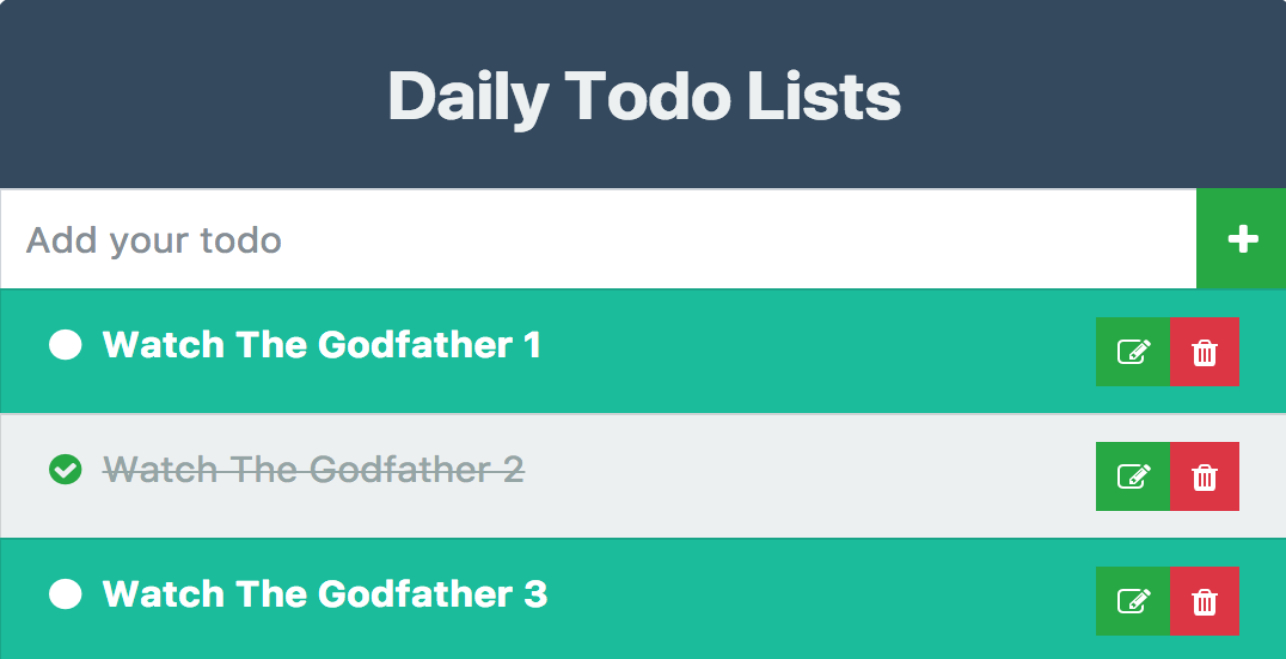 Daily Todo Lists
Add your todo
Watch The Godfather 1
Watch The Godfather 2
Watch The Godfather 3